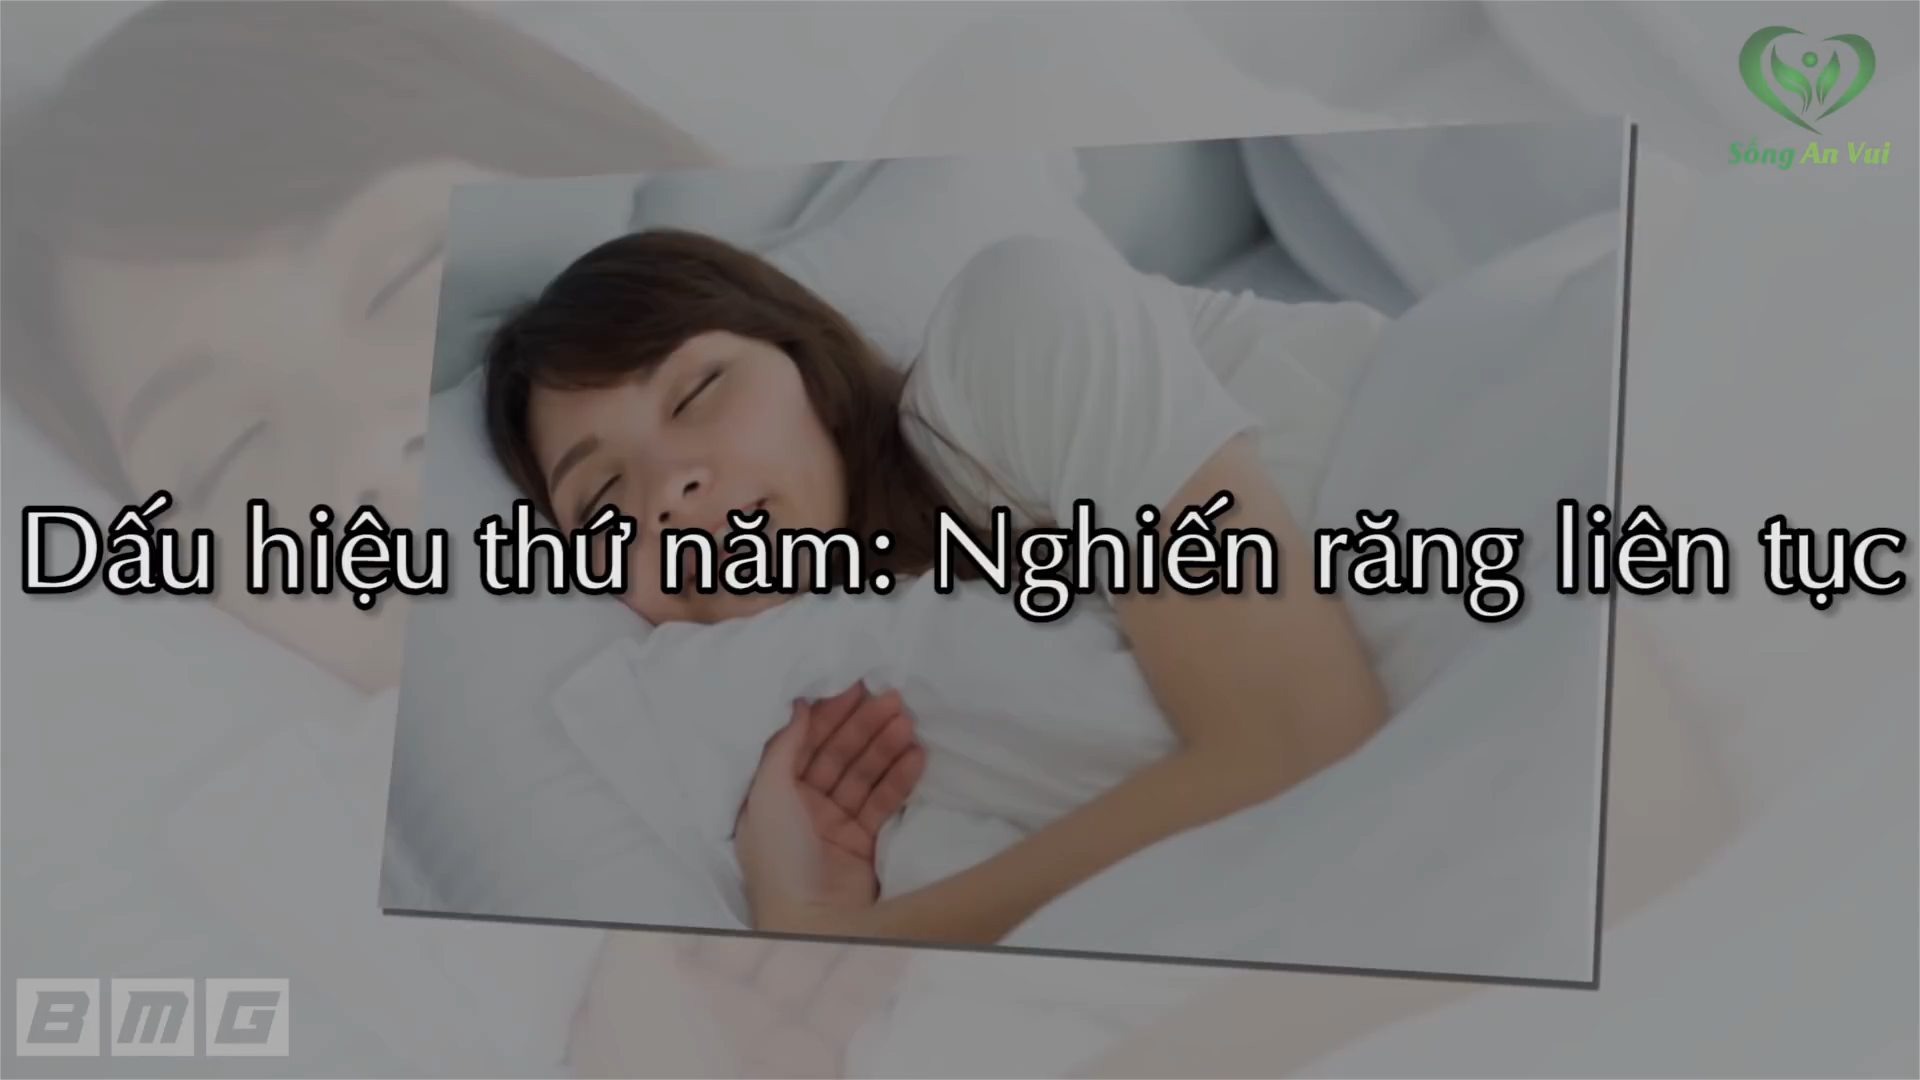 Sống An Vui
Dấu hiệu thứ năm: Nghiến răng liên tục
BMG